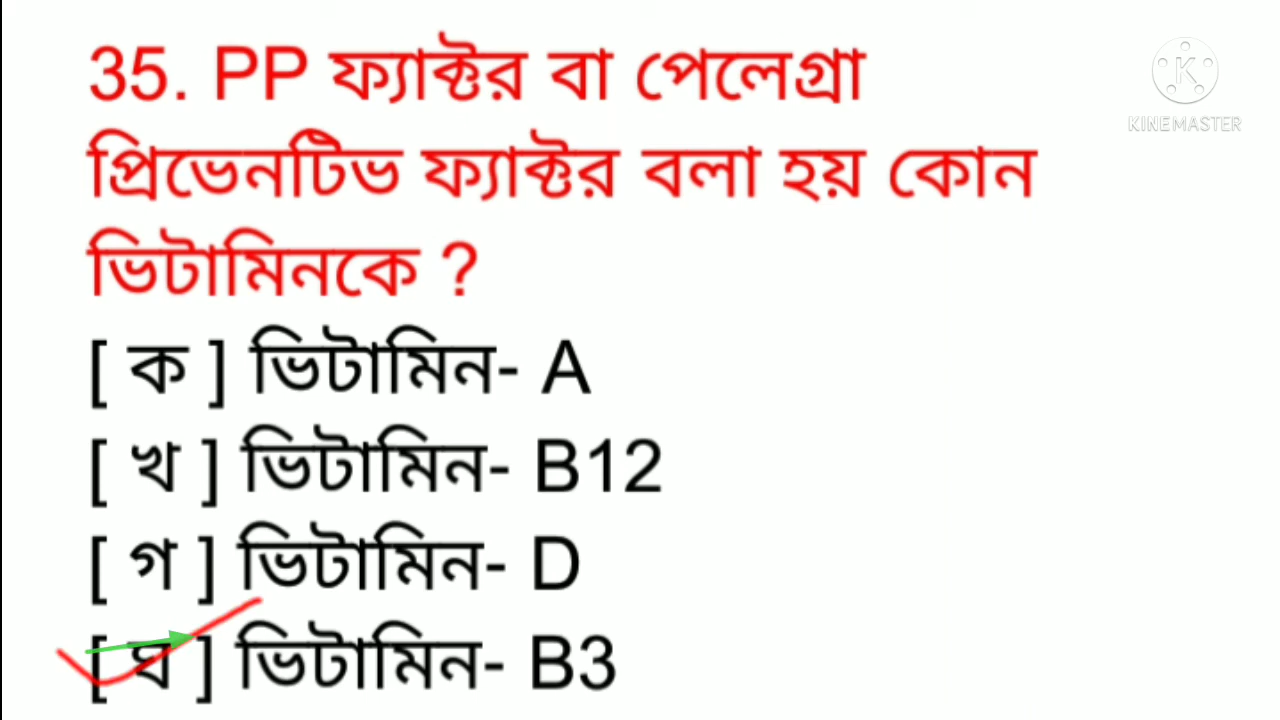 35. PP ফ্যাক্টর বা পেলেগ্রা
প্রিভেনটিভ ফ্যাক্টর বলা হয় কোন
ভিটামিনকে ?
[ ক ] ভিটামিন- A
[ খ ] ভিটামিন- B12
[ গ ] ভিটামিন- D
[ ঘ ] ভিটামিন- B3
K
KINEMASTER